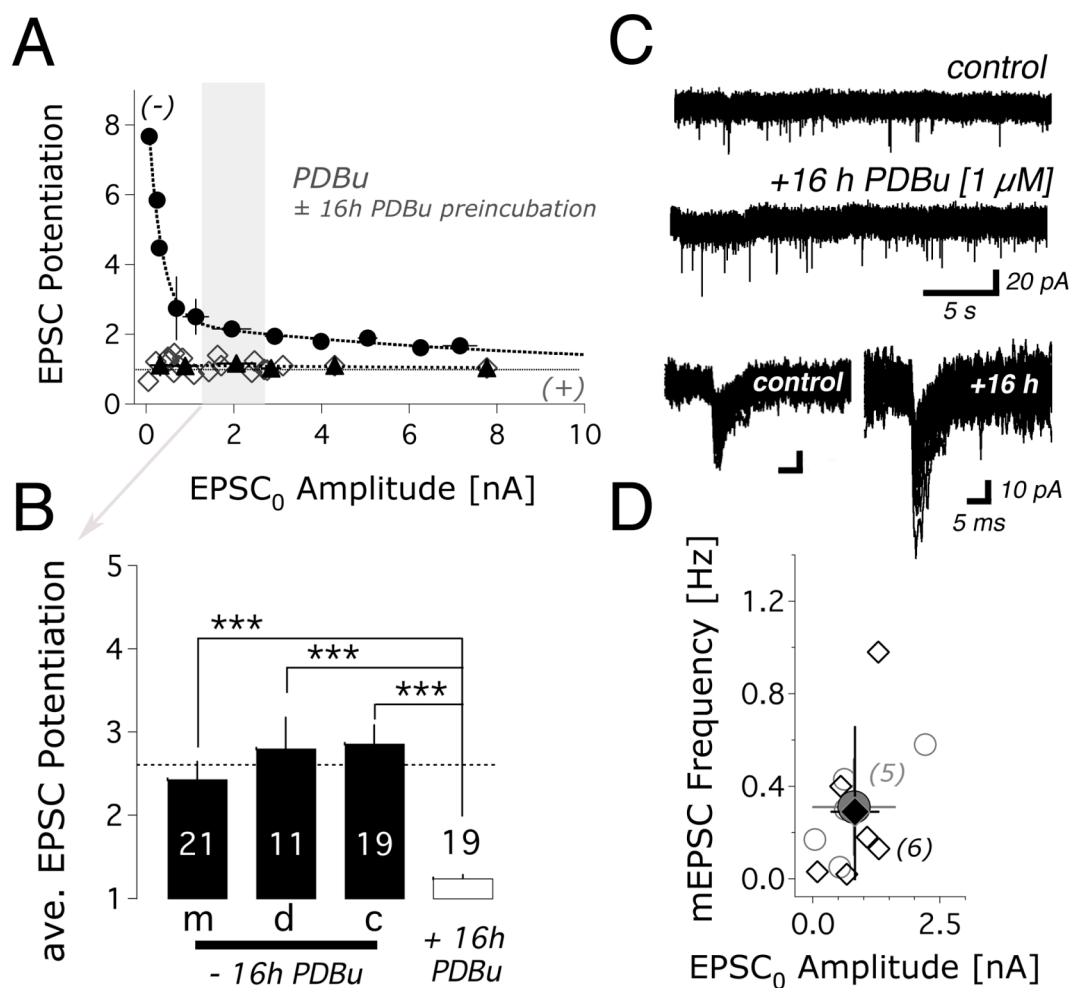 A
EPSC Potentiation
8
6
4
2
0
(-)
PDBu
± 16h PDBu preincubation
(+)
0 2 4 6 8 10
EPSC0 Amplitude [nA]
B
ave. EPSC Potentiation
5
4
3
2
1
***
***
***
21 11 19 19
m d c
- 16h PDBu
+ 16h
PDBu
C
control
+16 h PDBu [1 µM]
20 pA
5 s
control
+16 h
10 pA
5 ms
D
mEPSC Frequency [Hz]
1.2
0.8
0.4
0.0
(5)
(6)
0.0 2.5
EPSC0 Amplitude [nA]